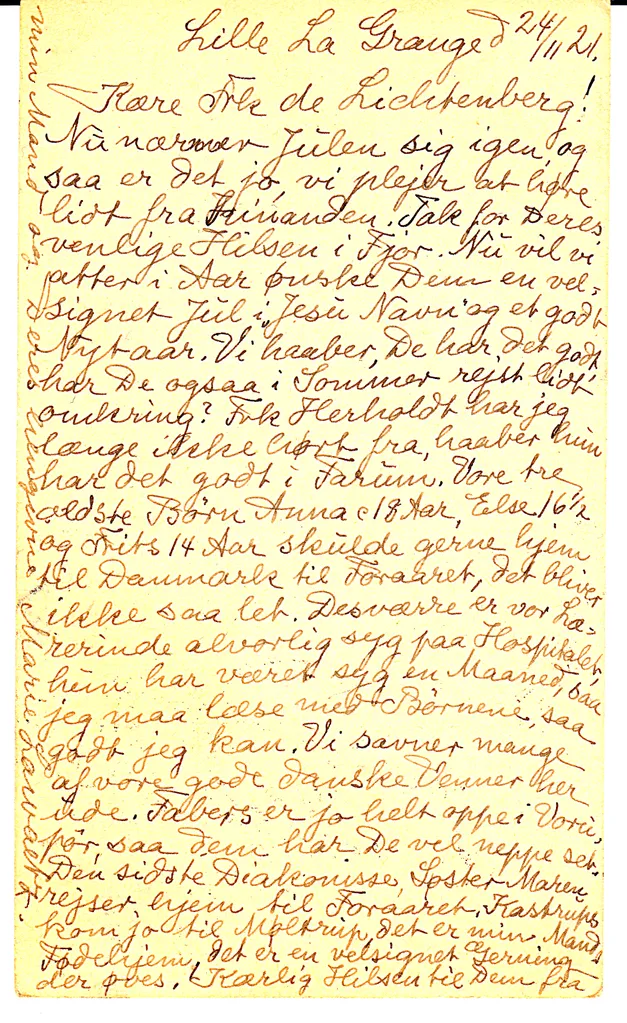 Lille La Grange d 24/11 21.
Kære Frk de Lichtenberg!
Nu nærmer Julen sig igen, og
saa er det jo, vi plejer at høre
lidt fra hinanden. Tak for Deres
venlige Hilsen i Fjor. Nu vil vi
atter i Aar ønske Dem en vel=
signet Jul i "Jesu Navn" og et godt
Nytaar. Vi haaber, De har det godt,
har De ogsaa i Sommer rejst lidt
omkring? Frk Herholdt har jeg
længe ikke hørt fra, haaber hun
har det godt i Farum. Vore tre
ældste Børn Anna c 18 Aar, Else 16½
og Frits 14 Aar skulde gerne hjem
til Danmark til Foraaret, det bliver
ikke saa let. Desværre er vor Læ=
rerinde alvorlig syg paa Hospitalet,
hun har været syg en Maaned, saa
jeg maa læse med Børnene, saa
godt jeg kan. Vi savner mange
af vore gode danske Venner her
ude. Fabers er jo helt oppe i Voru=
pør, saa dem har De vel neppe set.
Den sidste Diakonisse, Søster Maren
rejser hjem til Foraaret. Kastrups
kom jo til Møltrup, det er min Mands
Fødehjem, det er en velsignet Gerning
der øves. Kærlig Hilsen til Dem fra
min Mand og Deres hengivne Marie Lawaetz.